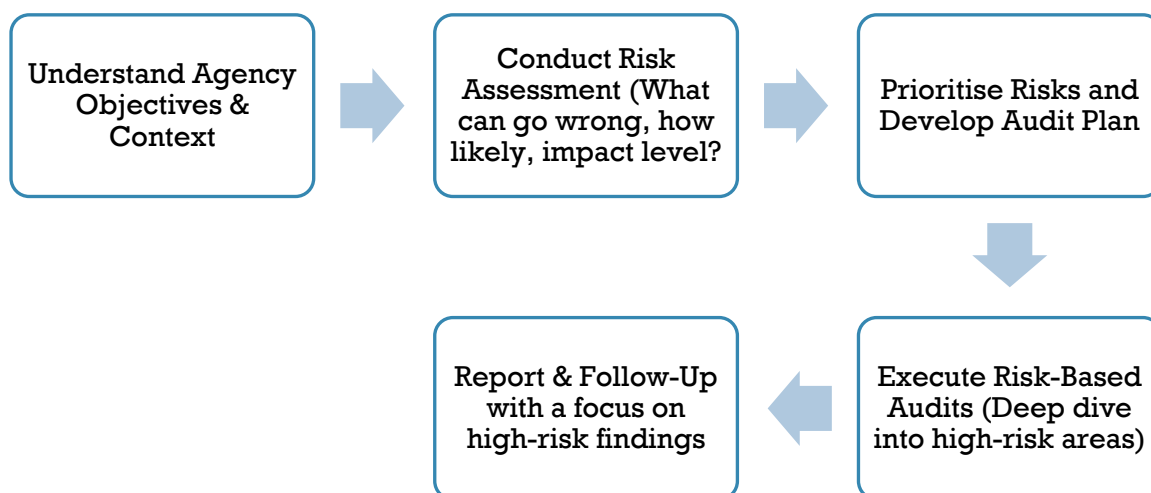 Understand Agency
Objectives &
Context
Conduct Risk
Assessment (What
can go wrong, how
likely, impact level?
Prioritise Risks and
Develop Audit Plan
Execute Risk-Based
Audits (Deep dive
into high-risk areas)
Report & Follow-Up
with a focus on
high-risk findings